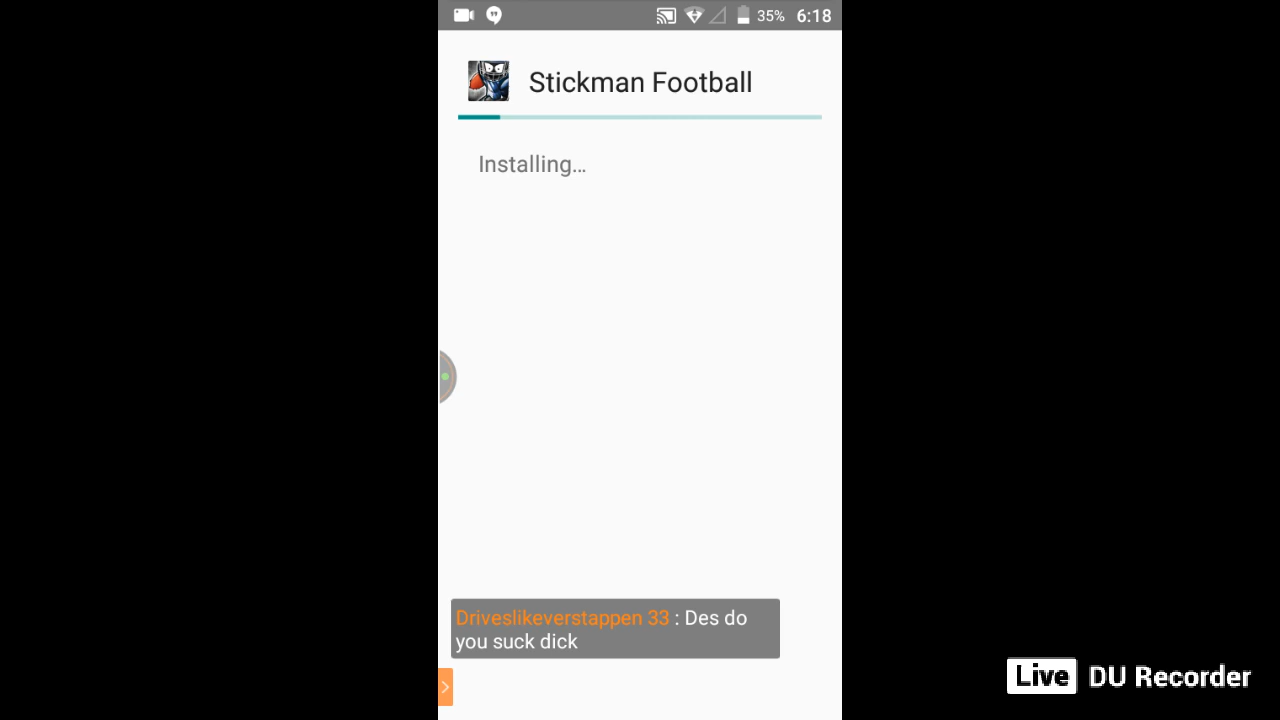 35% 6:18
Stickman Football
Installing...
Driveslikeverstappen 33 : Des do
you suck dick
Live DU Recorder